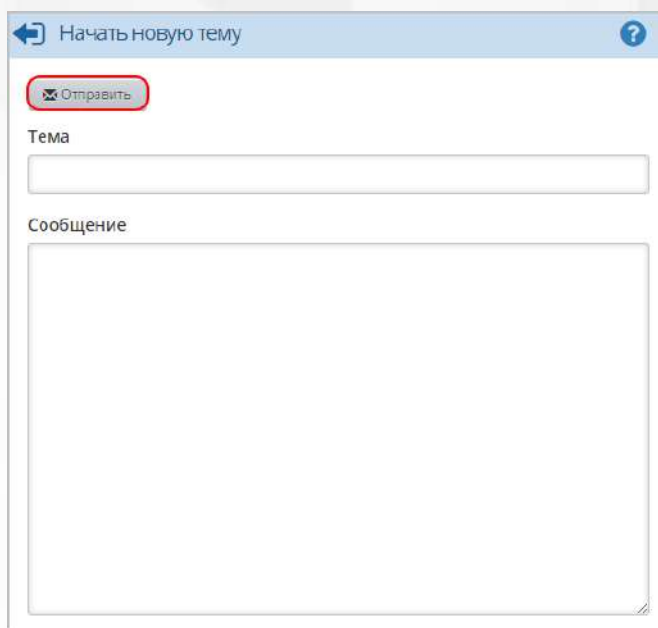 Начать новую тему
?
Отправить
Тема
Сообщение